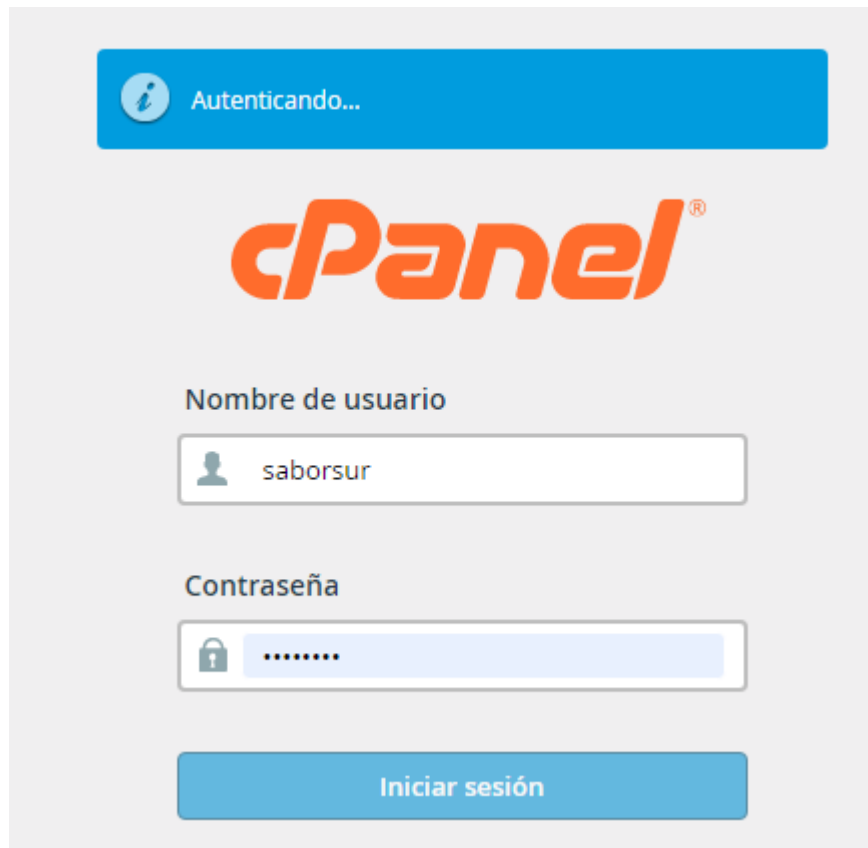 Autenticando...
cPanel®
Nombre de usuario
saborsur
Contraseña
••••••••
Iniciar sesión